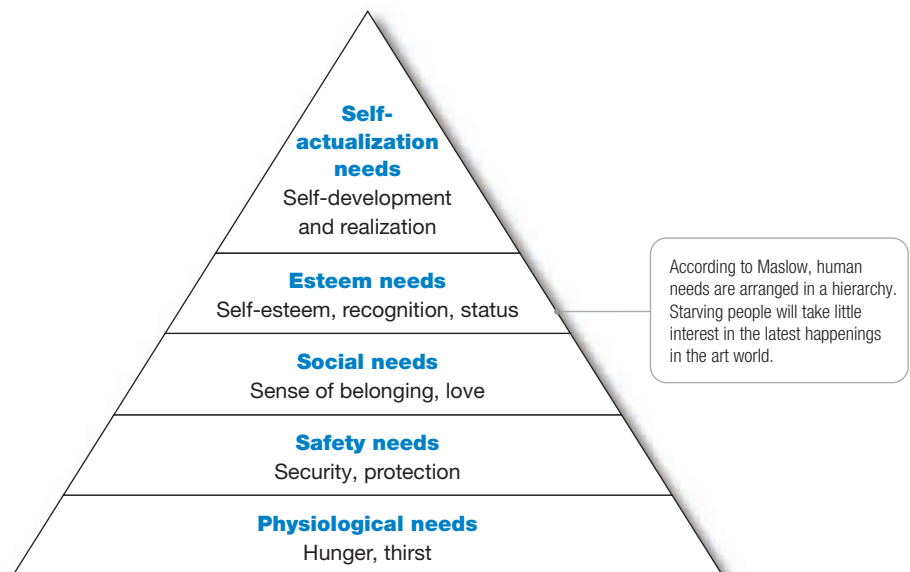 Self-
actualization
needs
Self-development
and realization
Esteem needs
Self-esteem, recognition, status
Social needs
Sense of belonging, love
Safety needs
Security, protection
Physiological needs
Hunger, thirst
According to Maslow, human
needs are arranged in a hierarchy.
Starving people will take little
interest in the latest happenings
in the art world.